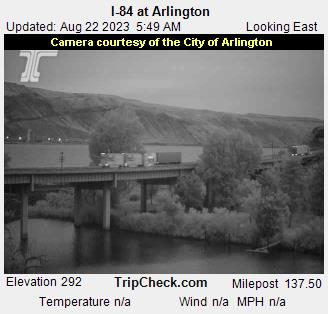 I-84 at Arlington
Updated: Aug 22 2023 5:49 AM Looking East
Camera courtesy of the City of Arlington
Elevation 292 TripCheck.com Milepost 137.50
Temperature n/a Wind n/a MPH n/a